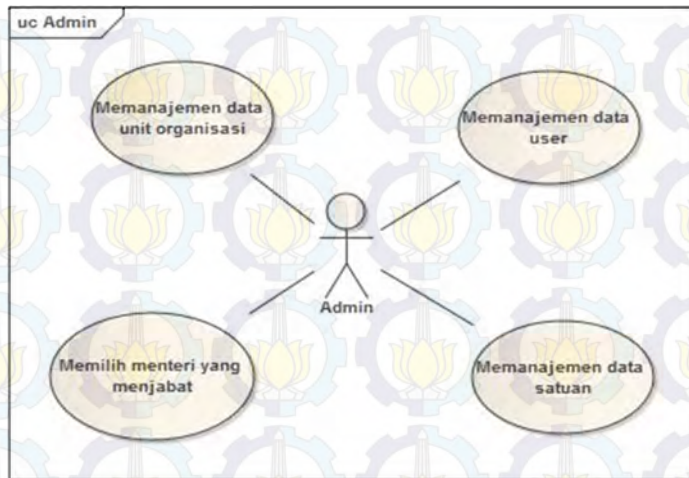 uc Admin
Memanajemen data
unit organisasi
Memanajemen data
user
Admin
Memilih menteri yang
menjabat
Memanajemen data
satuan